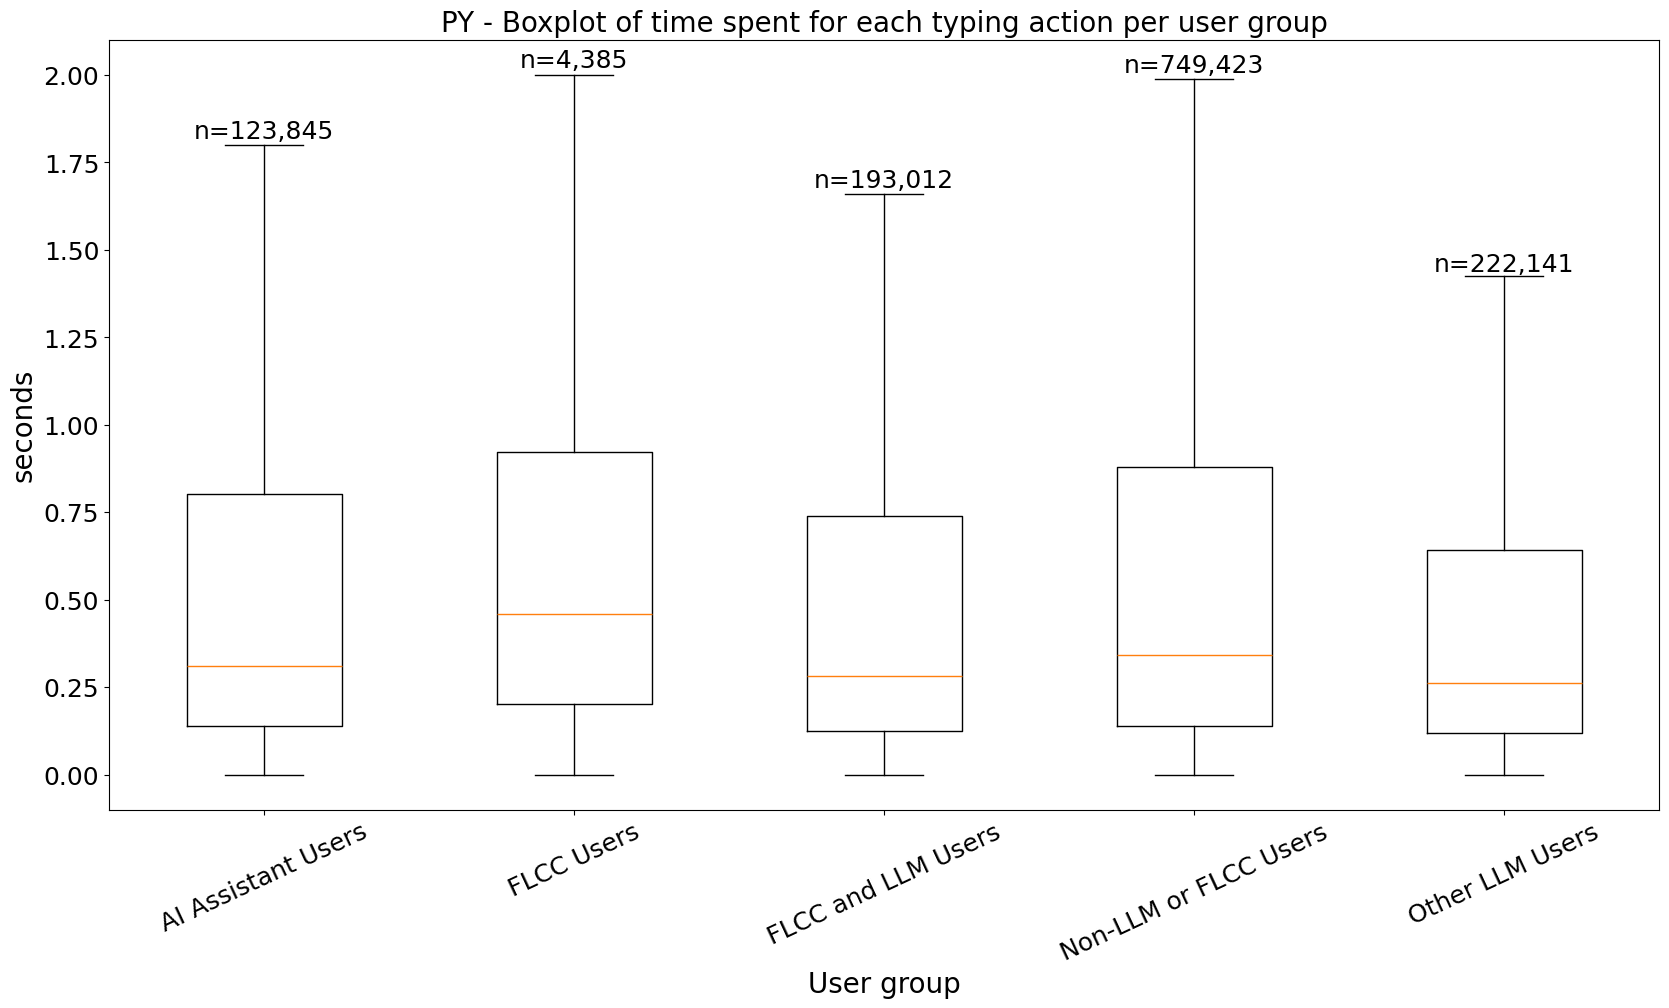 PY - Boxplot of time spent for each typing action per user group
n=123,845
n=4,385
n=193,012
n=749,423
n=222,141
seconds
2.00
1.75
1.50
1.25
1.00
0.75
0.50
0.25
0.00
AI Assistant Users
FLCC Users
FLCC and LLM Users
Non-LLM or FLCC Users
Other LLM Users
User group